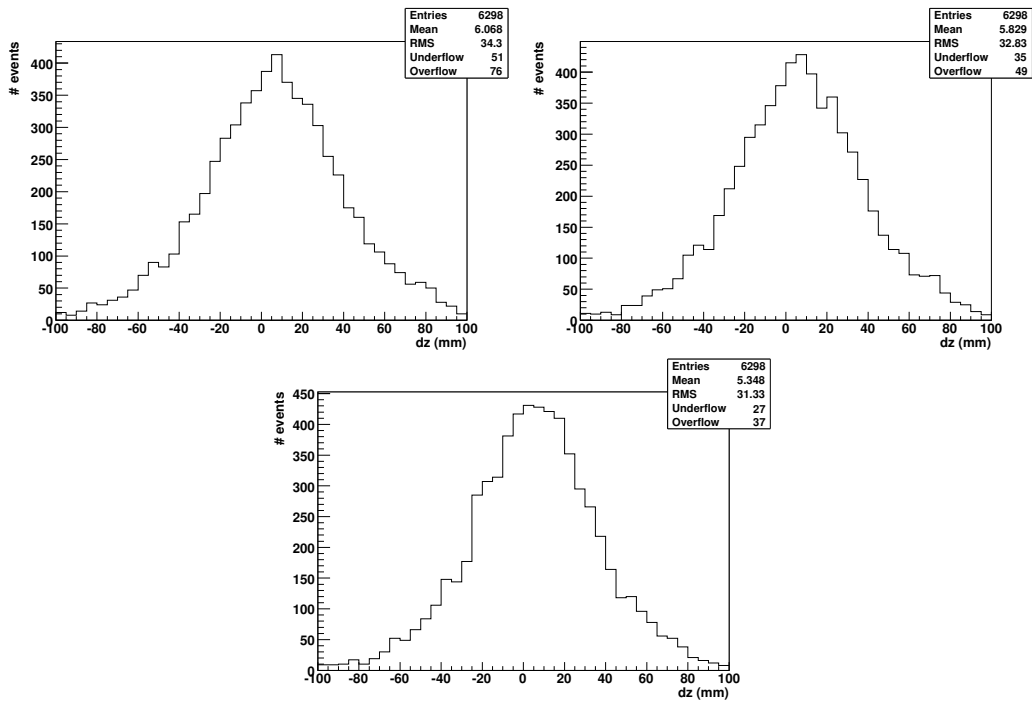 Entries 6298
Mean 6.068
RMS 34.3
Underflow 51
Overflow 76
# events
400
350
300
250
200
150
100
50
0
-100 -80 -60 -40 -20 0 20 40 60 80 100
dz (mm)
Entries 6298
Mean 5.829
RMS 32.83
Underflow 35
Overflow 49
# events
400
350
300
250
200
150
100
50
0
-100 -80 -60 -40 -20 0 20 40 60 80 100
dz (mm)
Entries 6298
Mean 5.348
RMS 31.33
Underflow 27
Overflow 37
# events
450
400
350
300
250
200
150
100
50
0
-100 -80 -60 -40 -20 0 20 40 60 80 100
dz (mm)